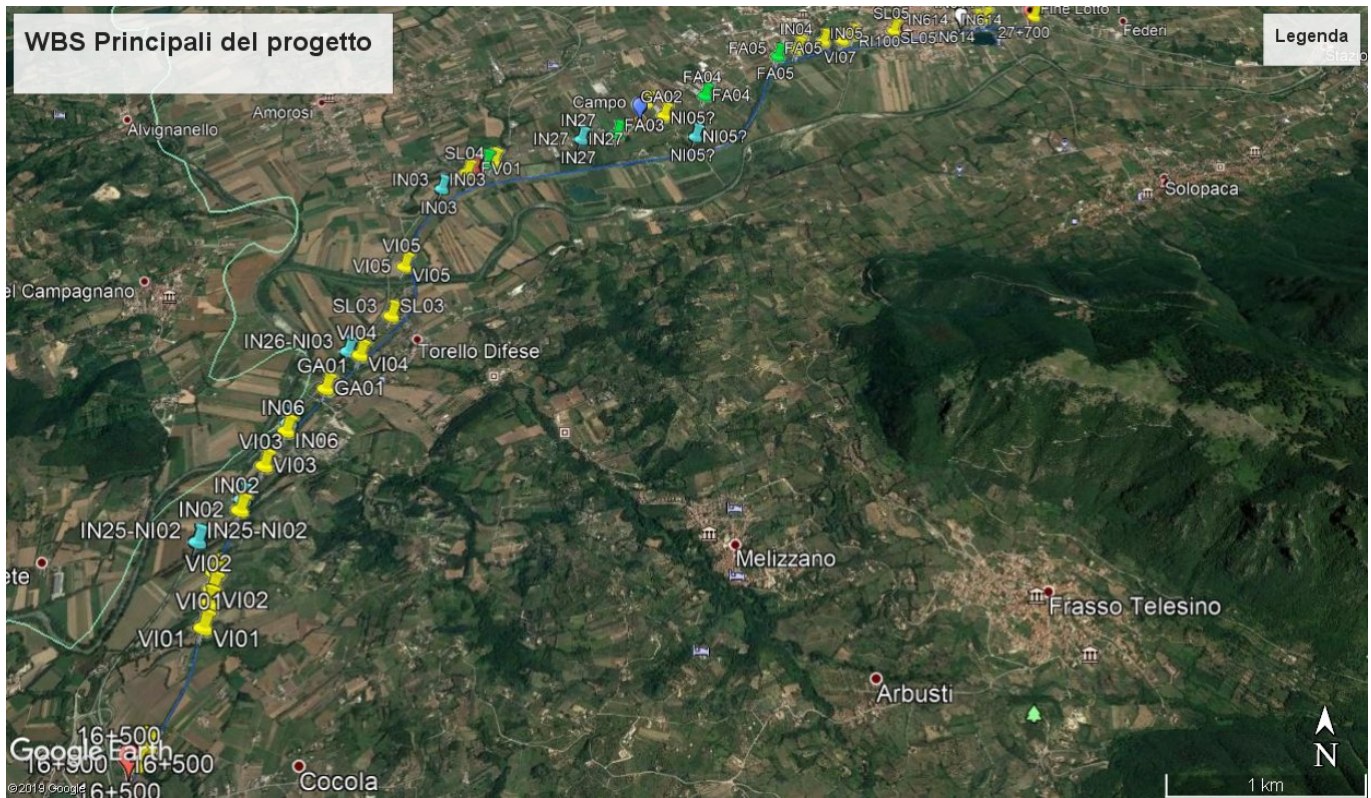 WBS Principali del progetto
Legenda
SL05 IN614 IN614 Fine Lotto 1
IN04 IN05 RI100 SL05 N614 27+700 Federi
FA05 FA05 VI07
FA05
Stazio
FA04
FA04
Campo GA02
Amorosi
Alvignanello
IN27 FA03 NI05?
IN27 IN27 NI05?
IN27 NI05?
SL04
EV01
IN03 IN03
IN03
Solopaca
VI05
VI05 VI05
el Campagnano
SL03 SL03
IN26-NI03 VI04
VI04
Torello Difese
GA01
GA01
IN06
VI03 IN06
VI03
IN02
IN02
IN25-NI02 IN25-NI02
VI02
ete
Melizzano
VI01 VI02
Frasso Telesino
VI01 VI01
Arbusti
16+500
16+500 16+500
16+500
Google Earth
Cocola
N
1 km
©2019 Google